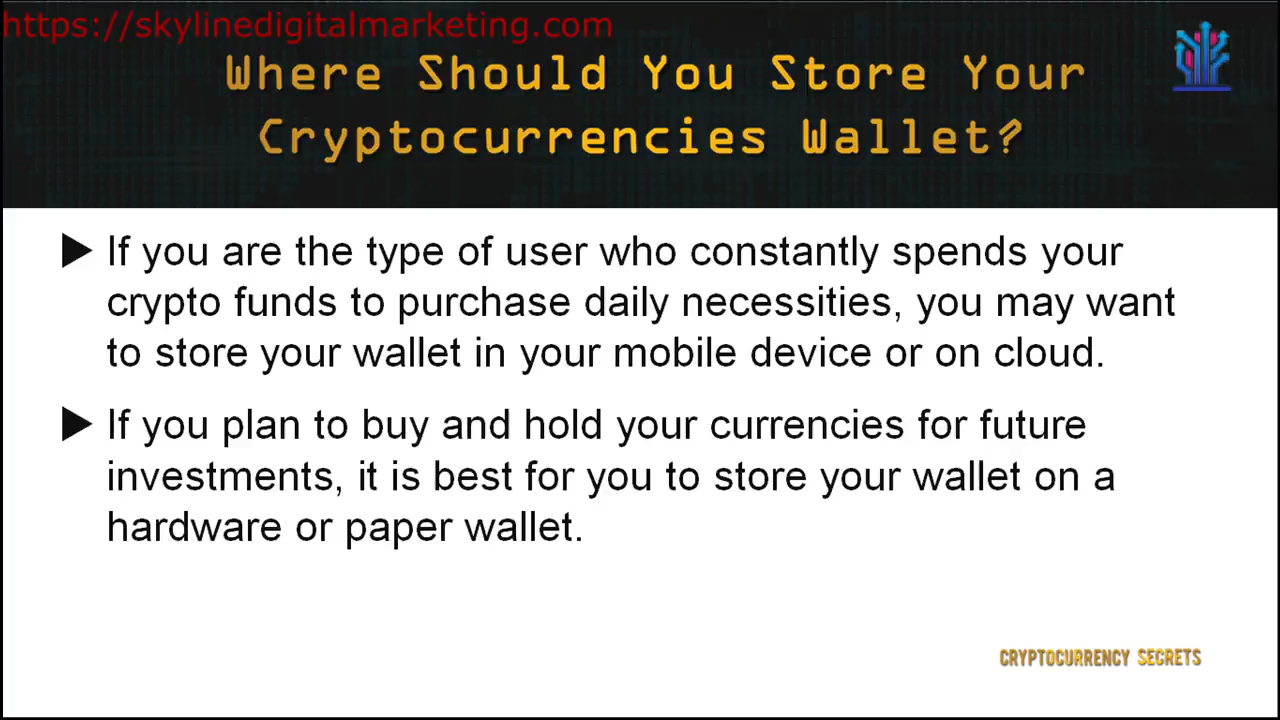 https://skylinedigitalmarketing.com
Where Should You Store Your
Cryptocurrencies Wallet?
If you are the type of user who constantly spends your
crypto funds to purchase daily necessities, you may want
to store your wallet in your mobile device or on cloud.
If you plan to buy and hold your currencies for future
investments, it is best for you to store your wallet on a
hardware or paper wallet.
CRYPTOCURRENCY SECRETS